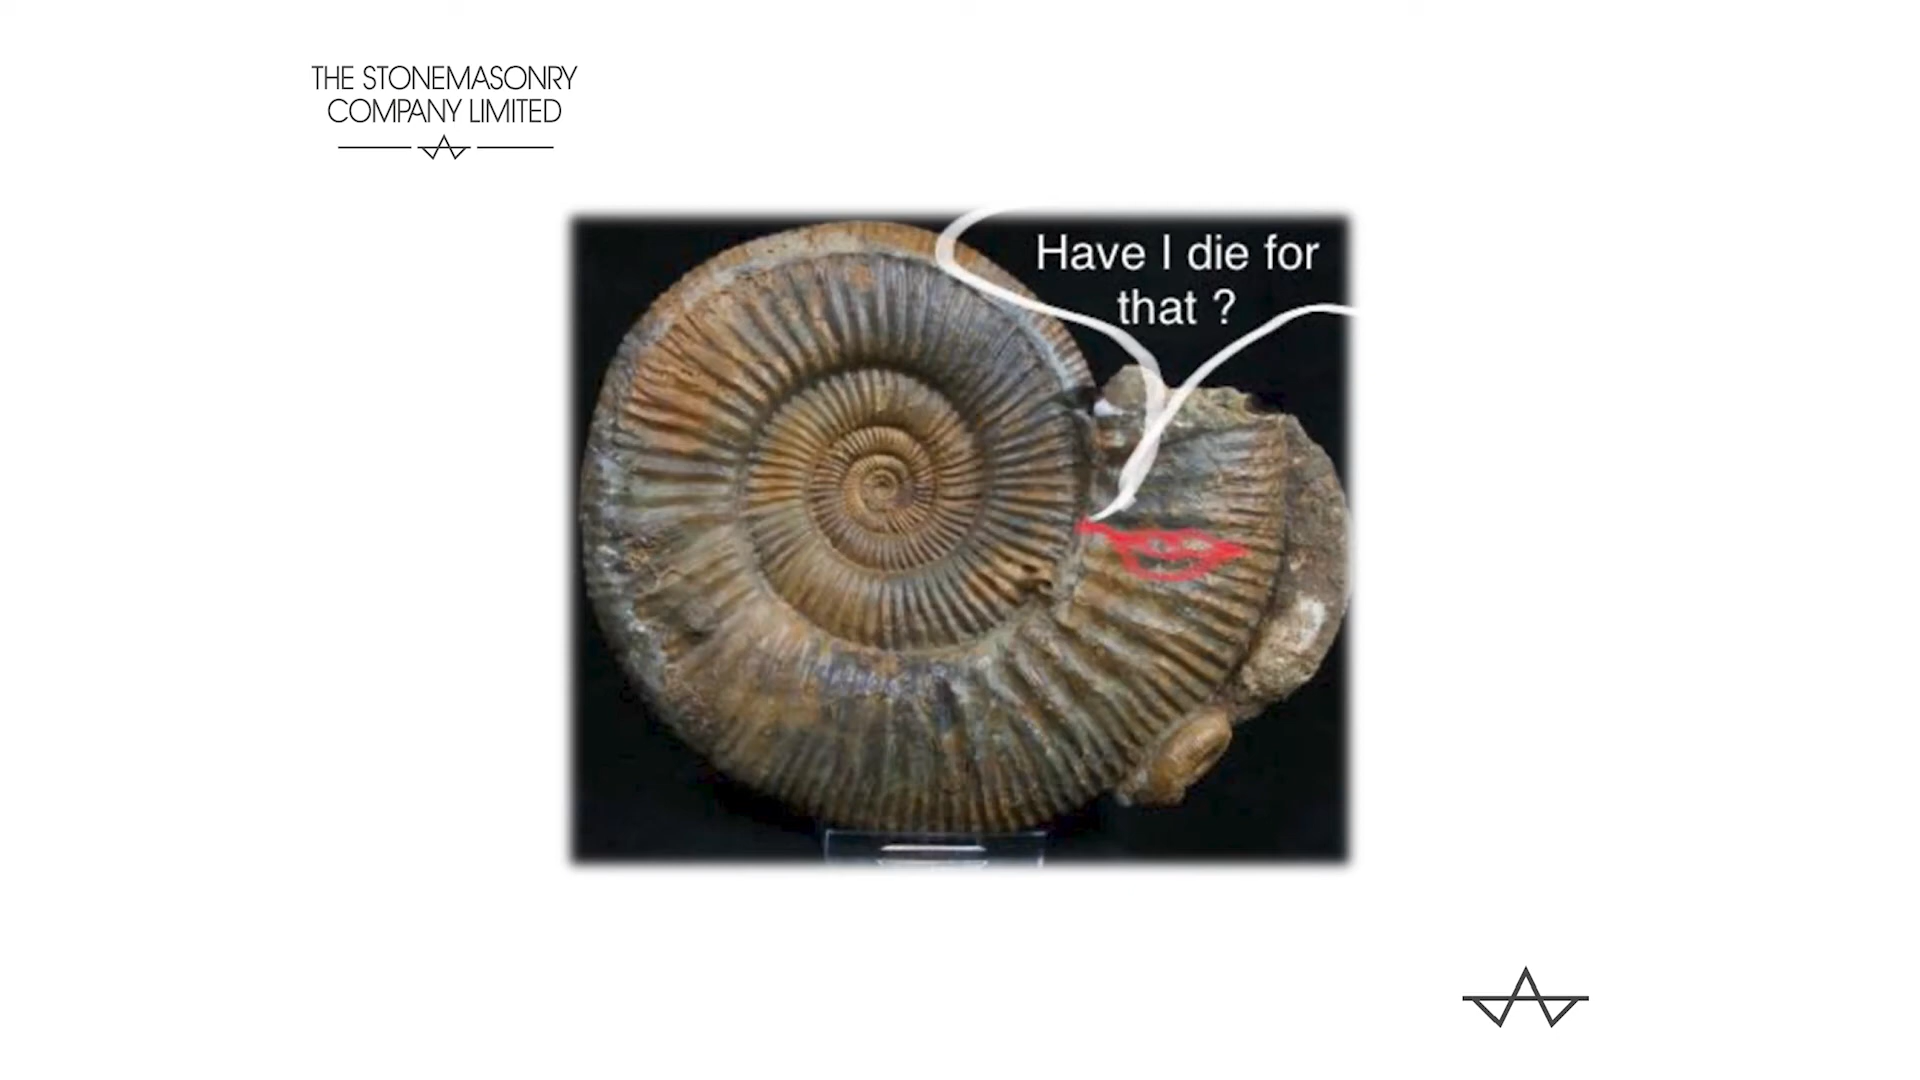 THE STONEMASONRY
COMPANY LIMITED
Have I die for
that ?